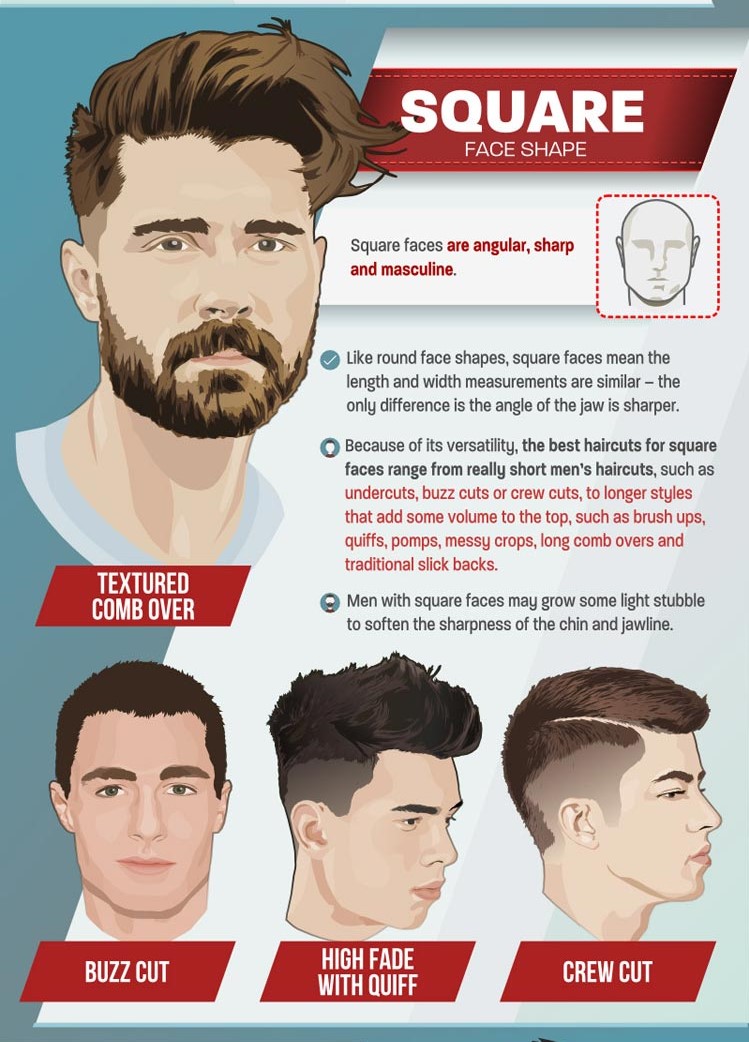 SQUARE
FACE SHAPE
Square faces are angular, sharp
and masculine.
Like round face shapes, square faces mean the
length and width measurements are similar – the
only difference is the angle of the jaw is sharper.
Because of its versatility, the best haircuts for square
faces range from really short men's haircuts, such as
undercuts, buzz cuts or crew cuts, to longer styles
that add some volume to the top, such as brush ups,
quiffs, pomps, messy crops, long comb overs and
traditional slick backs.
Men with square faces may grow some light stubble
to soften the sharpness of the chin and jawline.
TEXTURED
COMB OVER
BUZZ CUT
HIGH FADE
WITH QUIFF
CREW CUT